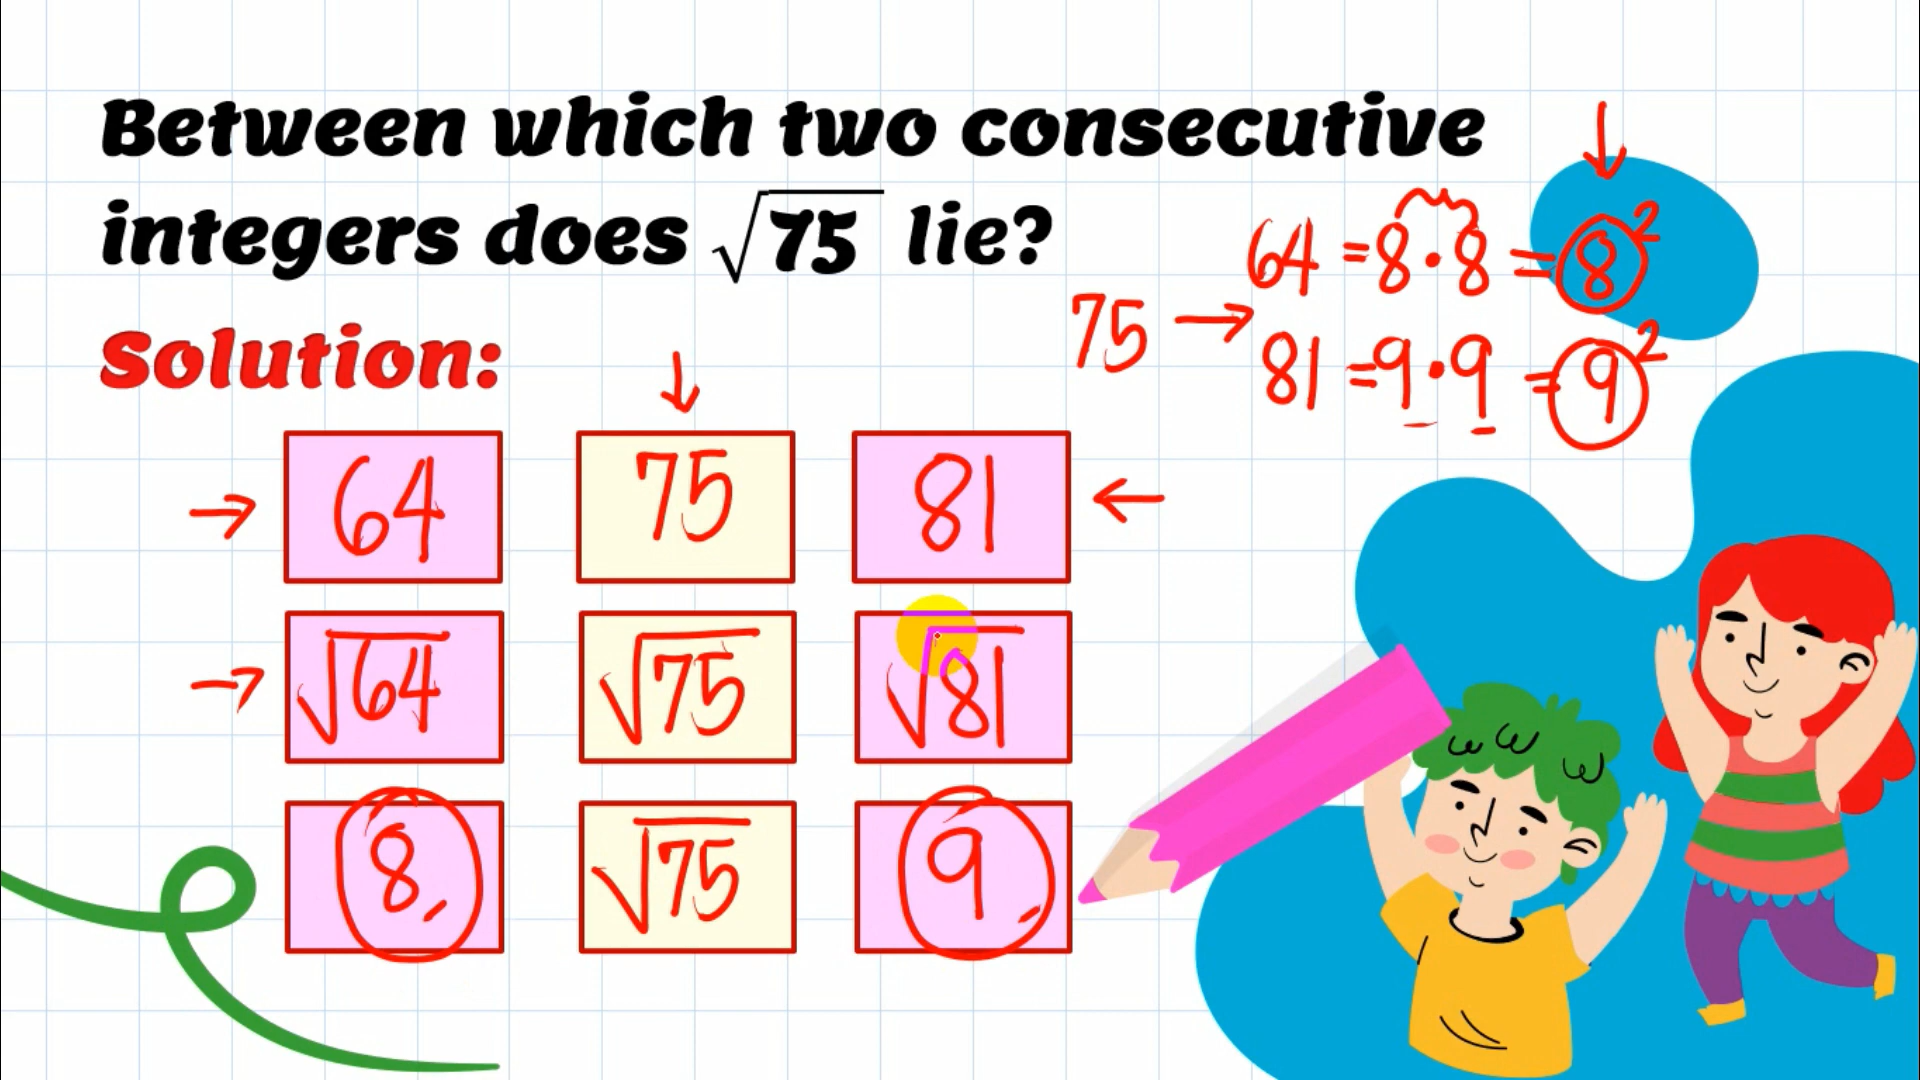 Between which two consecutive
integers does √75 lie?
64 = 8 · 8 = 8²
75 → 81 = 9 · 9 = 9²
Solution:
64 75 81
√64 √75 √81
8, √75 9,